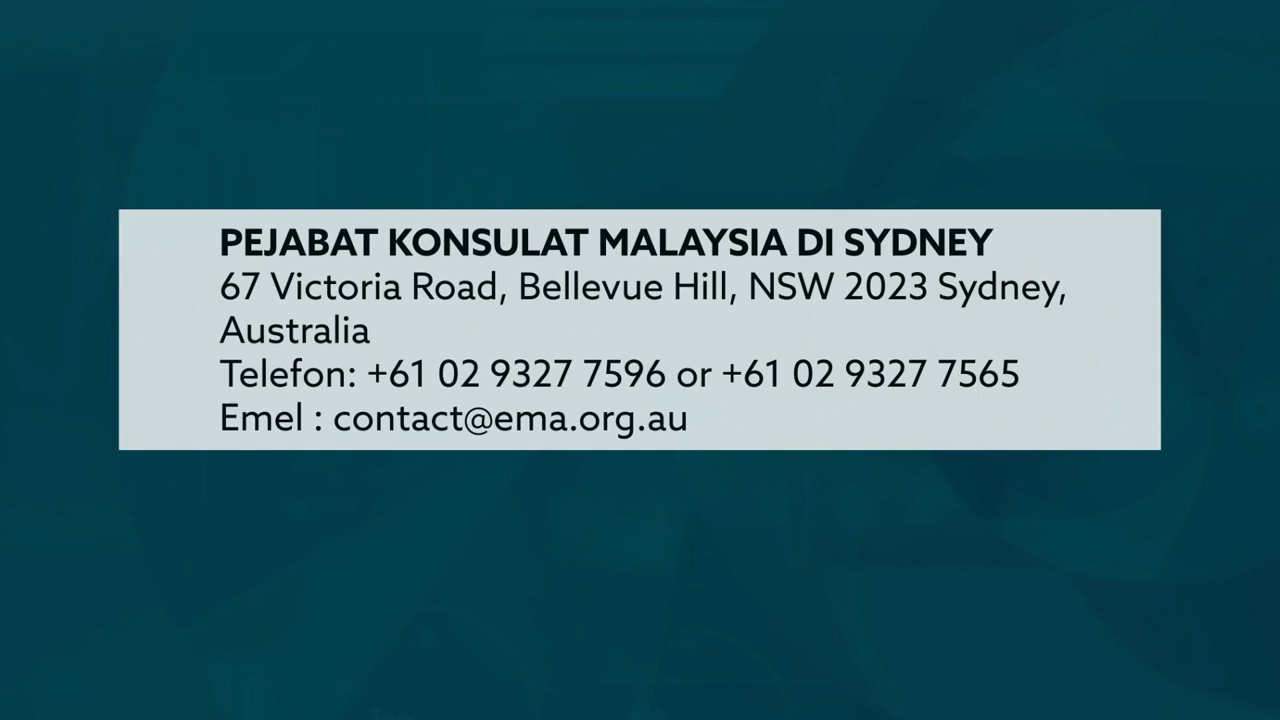 PEJABAT KONSULAT MALAYSIA DI SYDNEY
67 Victoria Road, Bellevue Hill, NSW 2023 Sydney,
Australia
Telefon: +61 02 9327 7596 or +61 02 9327 7565
Emel : contact@ema.org.au